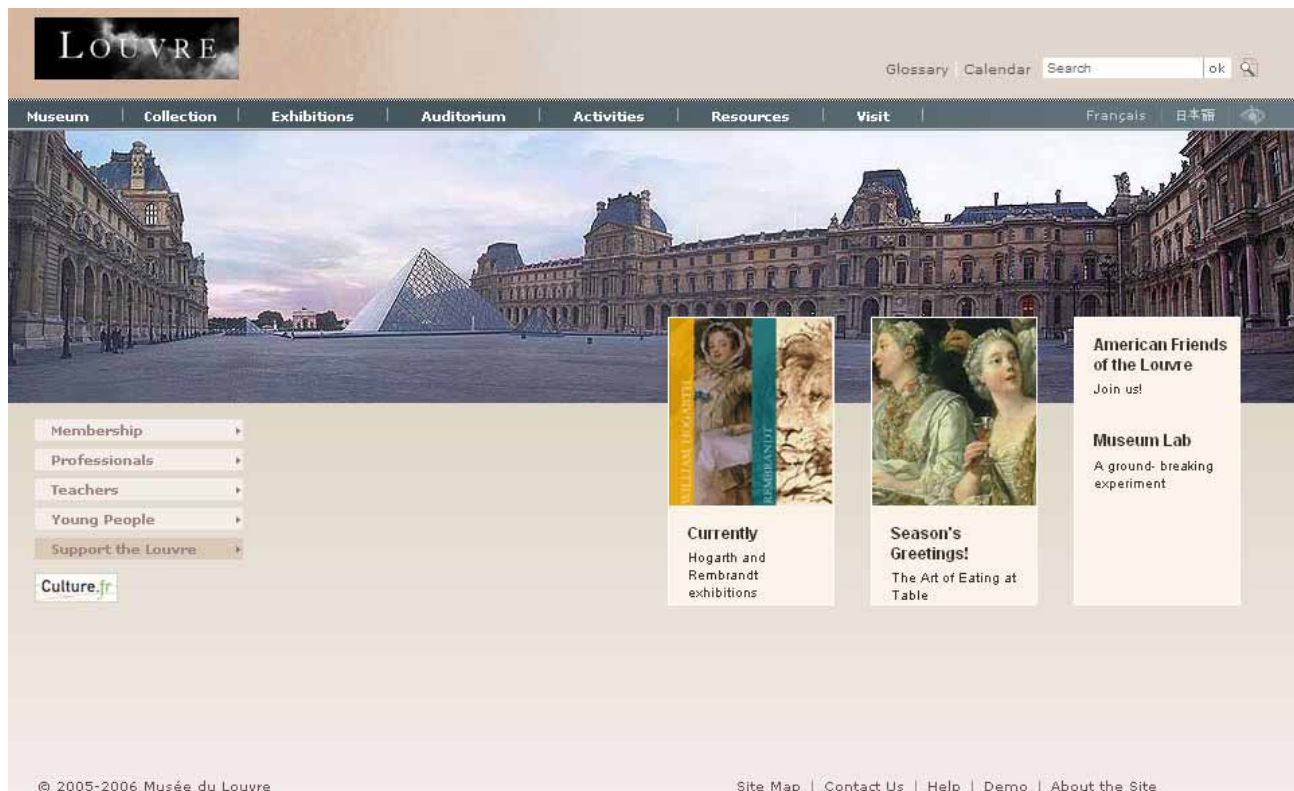 LOUVRE
Glossary Calendar Search ok
Museum Collection Exhibitions Auditorium Activities Resources Visit Français 日本語
WILLIAM HOGARTH
REMBRANDT
American Friends
of the Louvre
Join us!
Museum Lab
A ground- breaking
experiment
Membership
Professionals
Teachers
Young People
Support the Louvre
Culture.fr
Currently
Hogarth and
Rembrandt
exhibitions
Season's
Greetings!
The Art of Eating at
Table
© 2005-2006 Musée du Louvre
Site Map | Contact Us | Help | Demo | About the Site